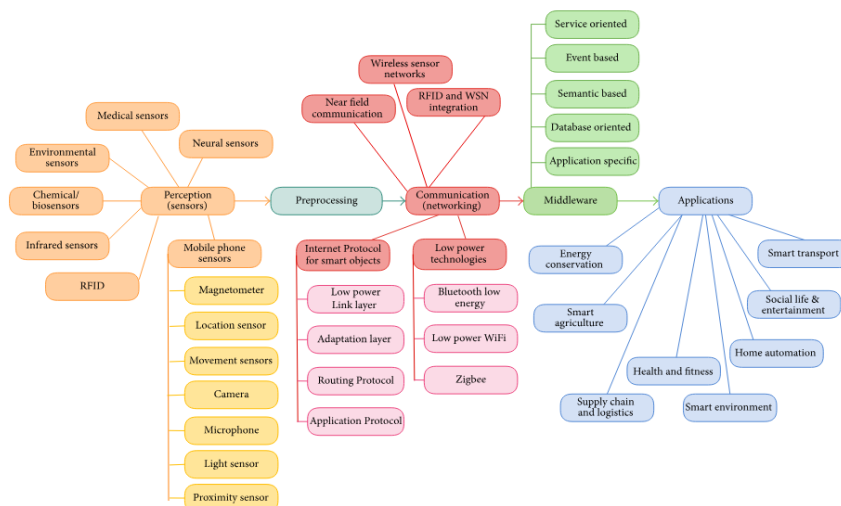 Service oriented
Event based
Semantic based
Database oriented
Application specific
Wireless sensor
networks
Near field
communication
RFID and WSN
integration
Medical sensors
Neural sensors
Environmental
sensors
Chemical/
biosensors
Infrared sensors
RFID
Perception
(sensors)
Preprocessing
Communication
(networking)
Middleware
Applications
Mobile phone
sensors
Magnetometer
Location sensor
Movement sensors
Camera
Microphone
Light sensor
Proximity sensor
Internet Protocol
for smart objects
Low power
Link layer
Adaptation layer
Routing Protocol
Application Protocol
Low power
technologies
Bluetooth low
energy
Low power WiFi
Zigbee
Energy
conservation
Smart
agriculture
Supply chain
and logistics
Health and fitness
Smart environment
Home automation
Social life &
entertainment
Smart transport